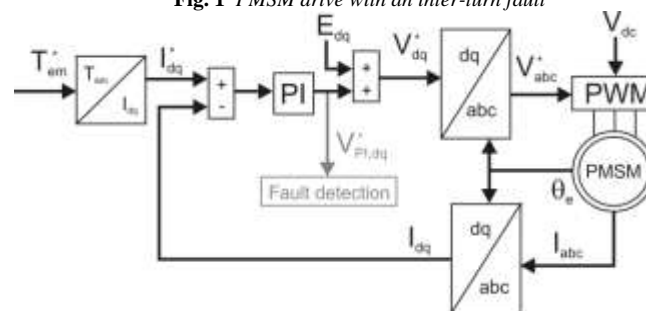 Fig. 1 PMSM drive with an inter-turn fault
T*em
Tem
Idq
I*dq
+
-
PI
Edq
+
+
V*dq
dq
abc
V*abc
Vdc
PWM
PMSM
V*PI,dq
Fault detection
θe
Idq
dq
abc
Iabc